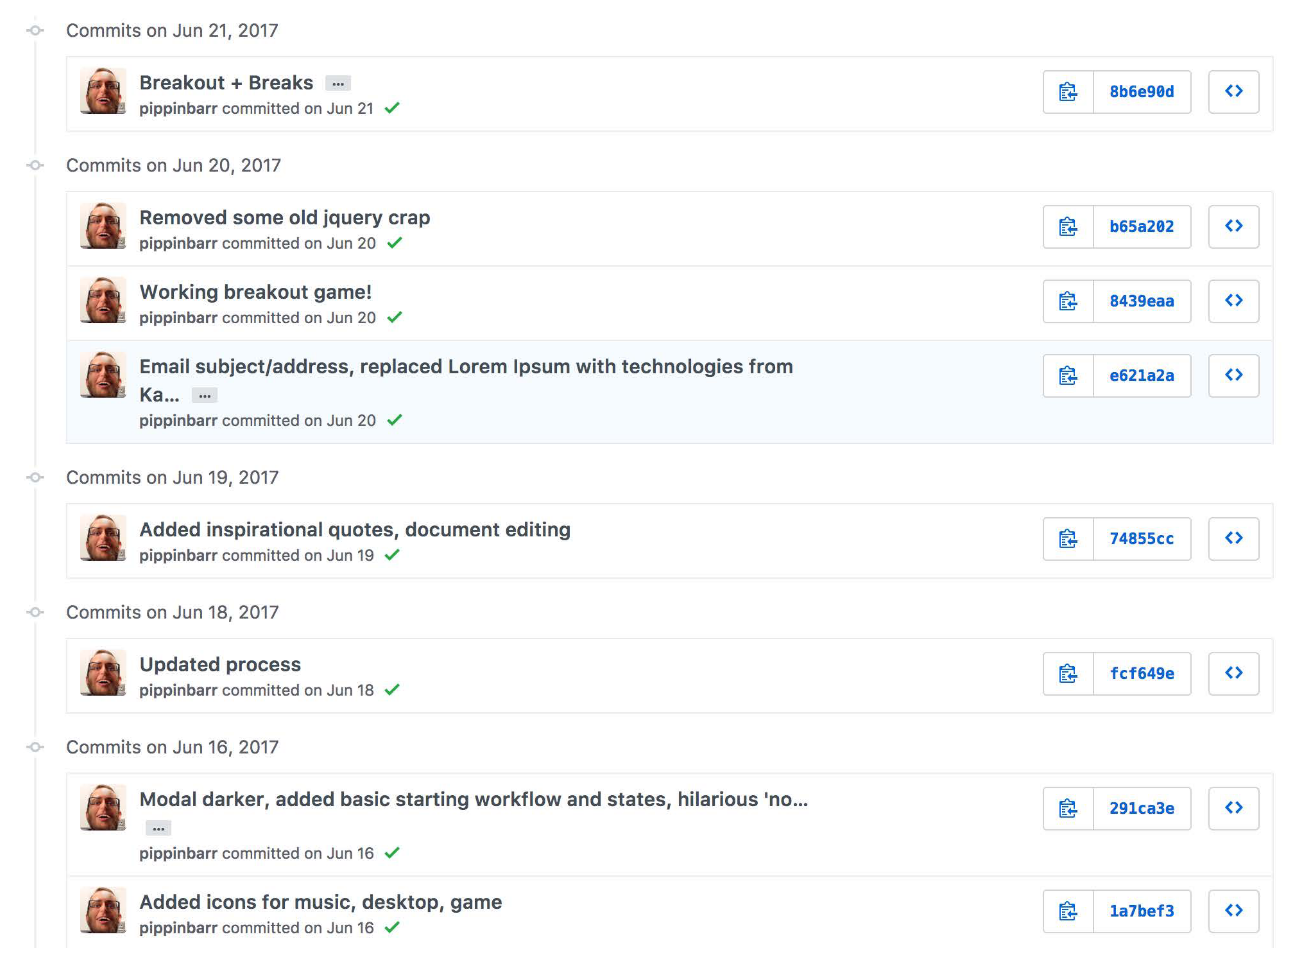 Commits on Jun 21, 2017
Breakout + Breaks …
pippinbarr committed on Jun 21
8b6e90d
Commits on Jun 20, 2017
Removed some old jquery crap
pippinbarr committed on Jun 20
b65a202
Working breakout game!
pippinbarr committed on Jun 20
8439eaa
Email subject/address, replaced Lorem Ipsum with technologies from
Ka... …
pippinbarr committed on Jun 20
e621a2a
Commits on Jun 19, 2017
Added inspirational quotes, document editing
pippinbarr committed on Jun 19
74855cc
Commits on Jun 18, 2017
Updated process
pippinbarr committed on Jun 18
fcf649e
Commits on Jun 16, 2017
Modal darker, added basic starting workflow and states, hilarious 'no...
…
pippinbarr committed on Jun 16
291ca3e
Added icons for music, desktop, game
pippinbarr committed on Jun 16
1a7bef3